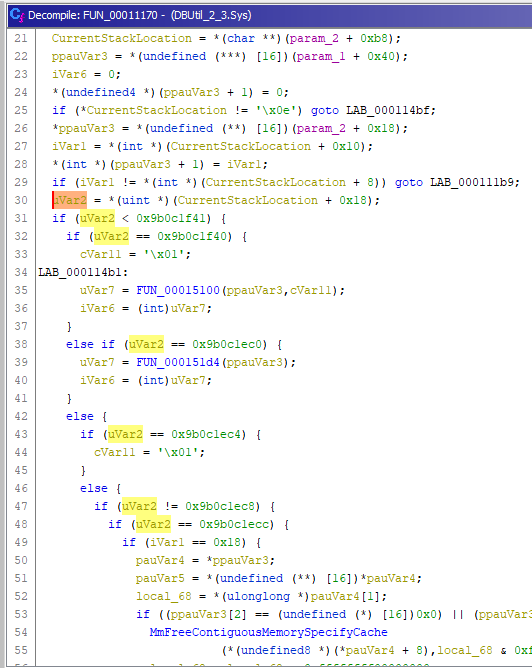 Decompile: FUN_00011170 - (DBUtil_2_3.Sys)
21 CurrentStackLocation = *(char **)(param_2 + 0xb8);
22 ppauVar3 = *(undefined (***) [16])(param_1 + 0x40);
23 iVar6 = 0;
24 *(undefined4 *)(ppauVar3 + 1) = 0;
25 if (*CurrentStackLocation != '\x0e') goto LAB_000114bf;
26 *ppauVar3 = *(undefined (**) [16])(param_2 + 0x18);
27 iVar1 = *(int *)(CurrentStackLocation + 0x10);
28 *(int *)(ppauVar3 + 1) = iVar1;
29 if (iVar1 != *(int *)(CurrentStackLocation + 8)) goto LAB_000111b9;
30 uVar2 = *(uint *)(CurrentStackLocation + 0x18);
31 if (uVar2 < 0x9b0c1f41) {
32 if (uVar2 == 0x9b0c1f40) {
33 cVar11 = '\x01';
34 LAB_000114b1:
35 uVar7 = FUN_00015100(ppauVar3,cVar11);
36 iVar6 = (int)uVar7;
37 }
38 else if (uVar2 == 0x9b0c1ec0) {
39 uVar7 = FUN_000151d4(ppauVar3);
40 iVar6 = (int)uVar7;
41 }
42 else {
43 if (uVar2 == 0x9b0c1ec4) {
44 cVar11 = '\x01';
45 }
46 else {
47 if (uVar2 != 0x9b0c1ec8) {
48 if (uVar2 == 0x9b0c1ecc) {
49 if (iVar1 == 0x18) {
50 pauVar4 = *ppauVar3;
51 pauVar5 = *(undefined (**) [16])*pauVar4;
52 local_68 = *(ulonglong *)pauVar4[1];
53 if ((ppauVar3[2] == (undefined (*) [16])0x0) || (ppauVar3
54 MmFreeContiguousMemorySpecifyCache
55 (*(undefined8 *)(*pauVar4 + 8),local_68 & 0xf